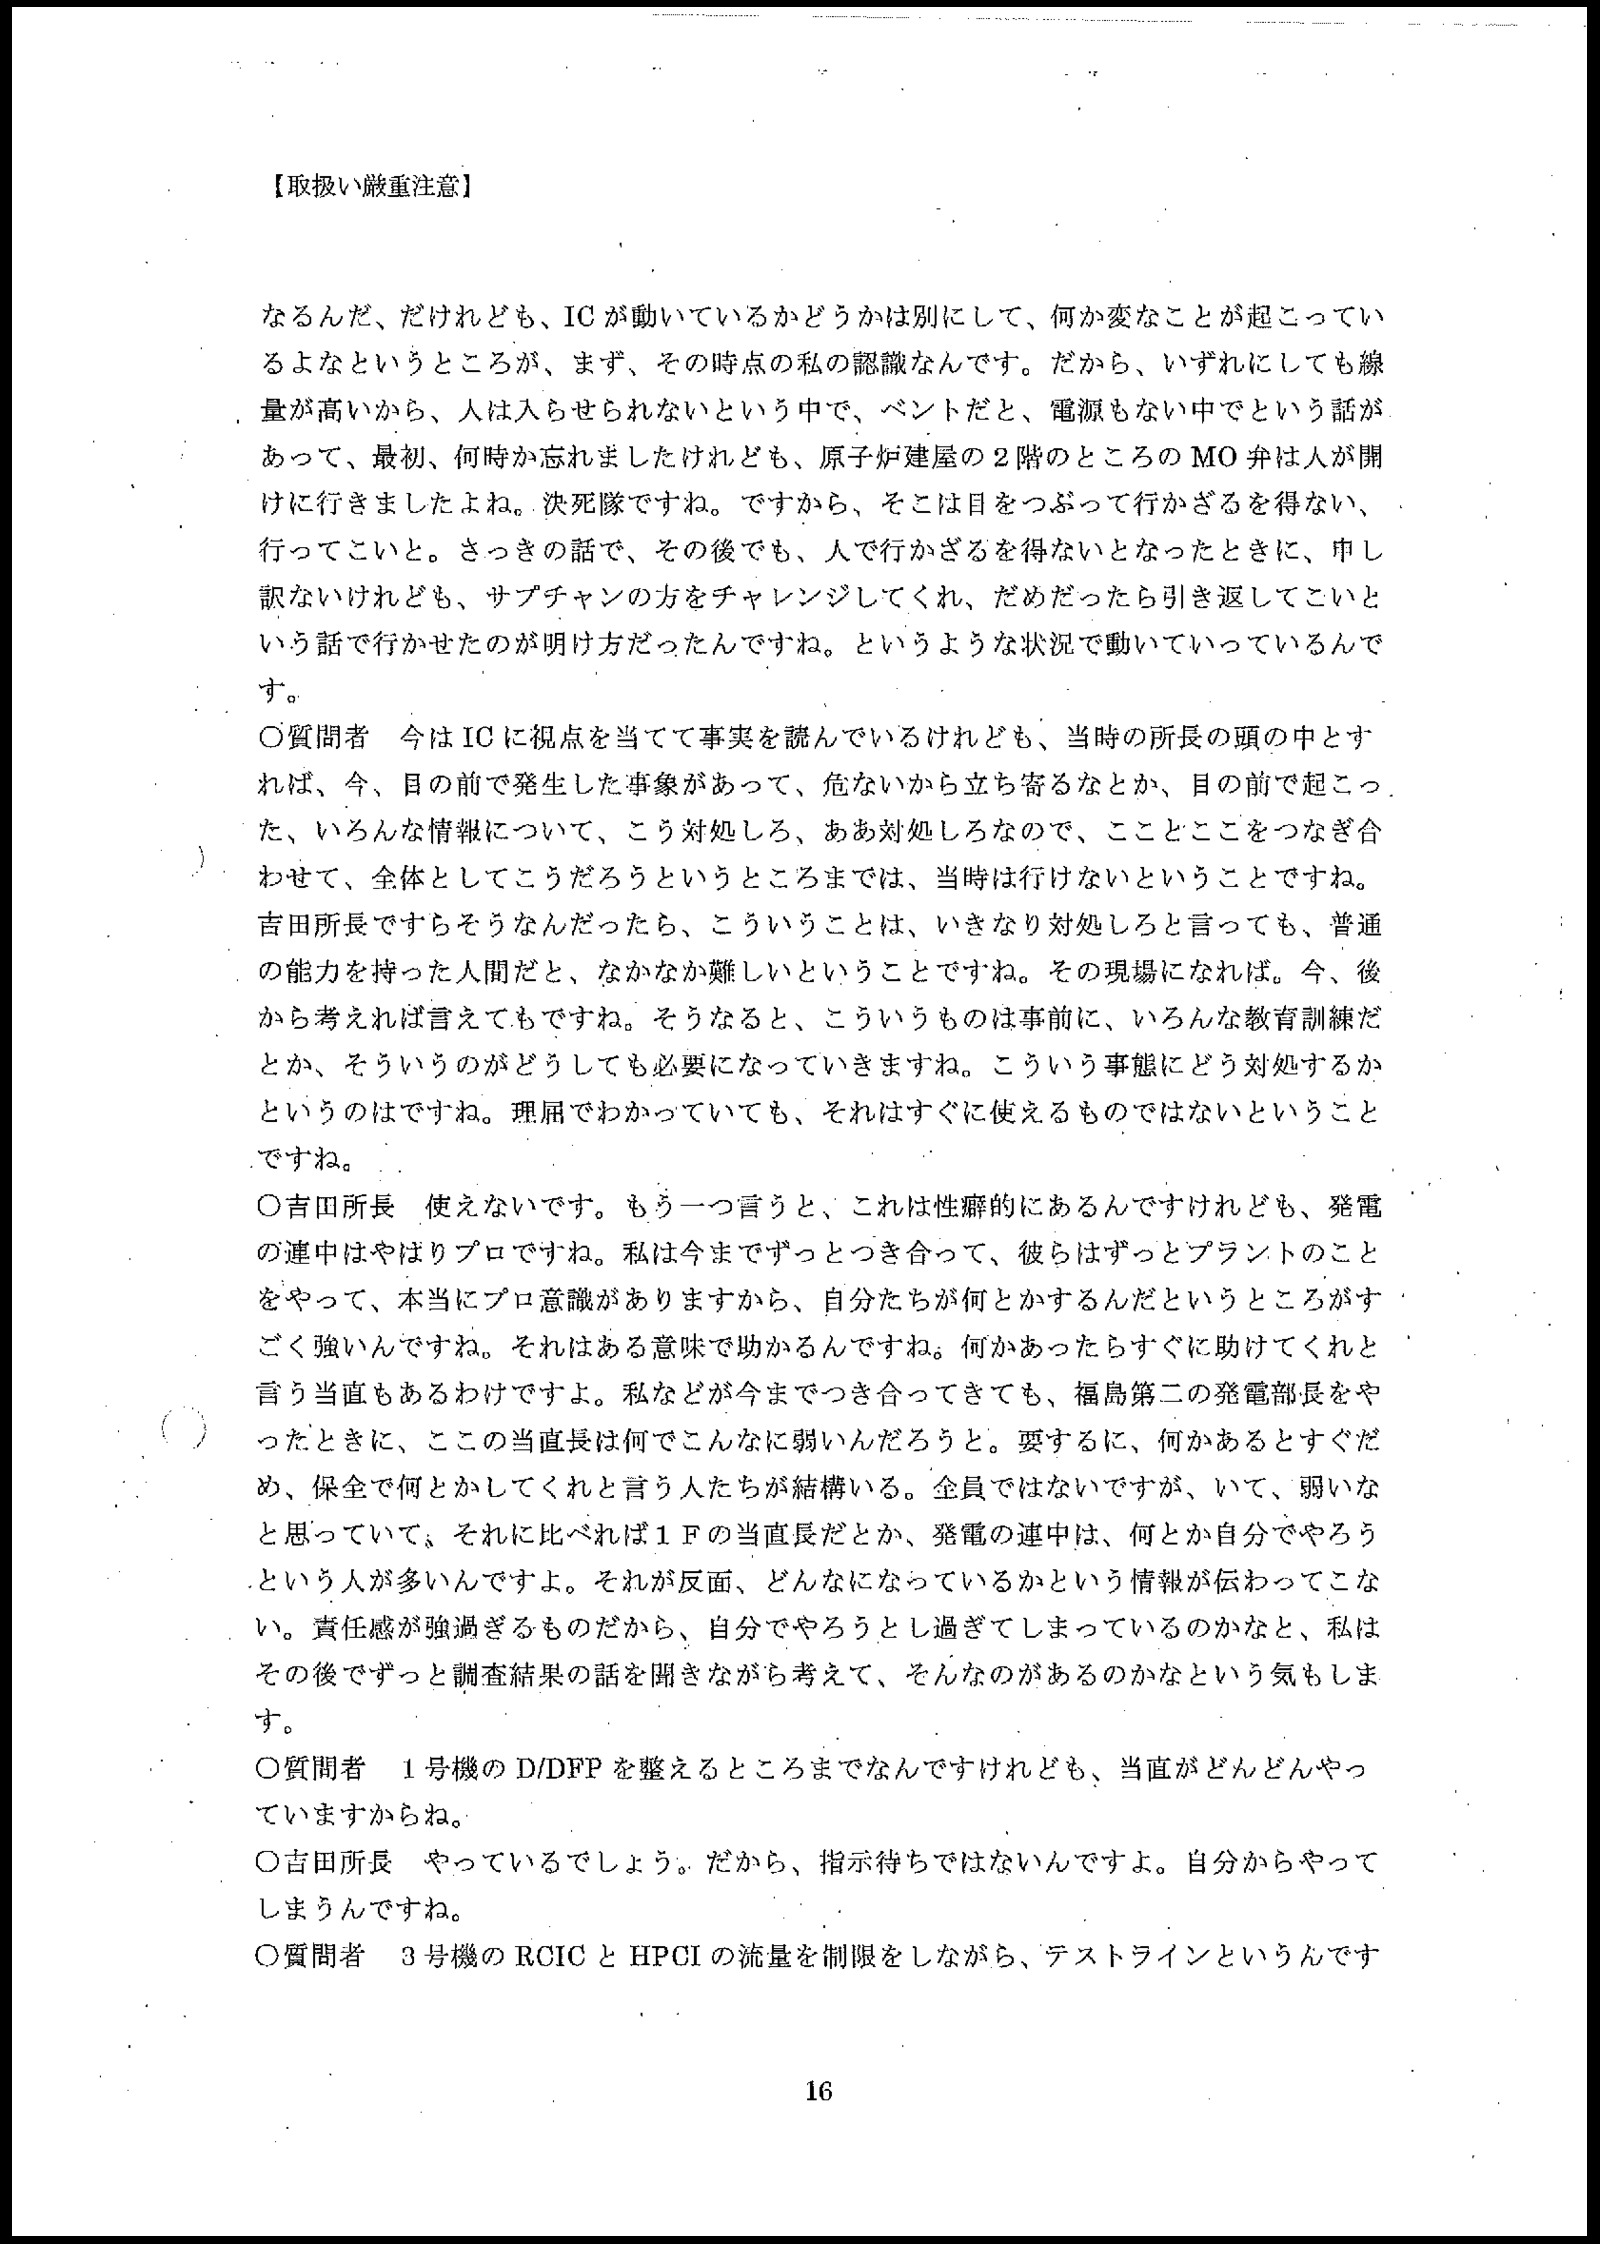 【取扱い厳重注意】
なるんだ、だけれども、ICが動いているかどうかは別にして、何か変なことが起こってい
るよなというところが、まず、その時点の私の認識なんです。だから、いずれにしても線
量が高いから、人は入らせられないという中で、ベントだと、電源もない中でという話が
あって、最初、何時か忘れましたけれども、原子炉建屋の２階のところのMO弁は人が開
けに行きましたよね。決死隊ですね。ですから、そこは目をつぶって行かざるを得ない、
行ってこいと。さっきの話で、その後でも、人で行かざるを得ないとなったときに、申し
訳ないけれども、サプチャンの方をチャレンジしてくれ、だめだったら引き返してこいと
いう話で行かせたのが明け方だったんですね。というような状況で動いていっているんで
す。
○質問者　今はICに視点を当てて事実を読んでいるけれども、当時の所長の頭の中とす
れば、今、目の前で発生した事象があって、危ないから立ち寄るなとか、目の前で起こっ
た、いろんな情報について、こう対処しろ、ああ対処しろなので、こことここをつなぎ合
わせて、全体としてこうだろうというところまでは、当時は行けないということですね。
吉田所長ですらそうなんだったら、こういうことは、いきなり対処しろと言っても、普通
の能力を持った人間だと、なかなか難しいということですね。その現場になれば。今、後
から考えれば言えてもですね。そうなると、こういうものは事前に、いろんな教育訓練だ
とか、そういうのがどうしても必要になっていきますね。こういう事態にどう対処するか
というのはですね。理屈でわかっていても、それはすぐに使えるものではないということ
ですね。
○吉田所長　使えないです。もう一つ言うと、これは性癖的にあるんですけれども、発電
の連中はやはりプロですね。私は今までずっとつき合って、彼らはずっとプラントのこと
をやって、本当にプロ意識がありますから、自分たちが何とかするんだというところがす
ごく強いんですね。それはある意味で助かるんですね。何かあったらすぐに助けてくれと
言う当直もあるわけですよ。私などが今までつき合ってきても、福島第二の発電部長をや
ったときに、ここの当直長は何でこんなに弱いんだろうと。要するに、何かあるとすぐだ
め、保全で何とかしてくれと言う人たちが結構いる。全員ではないですが、いて、弱いな
と思っていて、それに比べれば１Ｆの当直長だとか、発電の連中は、何とか自分でやろう
という人が多いんですよ。それが反面、どんなになっているかという情報が伝わってこな
い。責任感が強過ぎるものだから、自分でやろうとし過ぎてしまっているのかなと、私は
その後でずっと調査結果の話を聞きながら考えて、そんなのがあるのかなという気もしま
す。
○質問者　１号機のD/DFPを整えるところまでなんですけれども、当直がどんどんやっ
ていますからね。
○吉田所長　やっているでしょう。だから、指示待ちではないんですよ。自分からやって
しまうんですね。
○質問者　３号機のRCICとHPCIの流量を制限をしながら、テストラインというんです
16